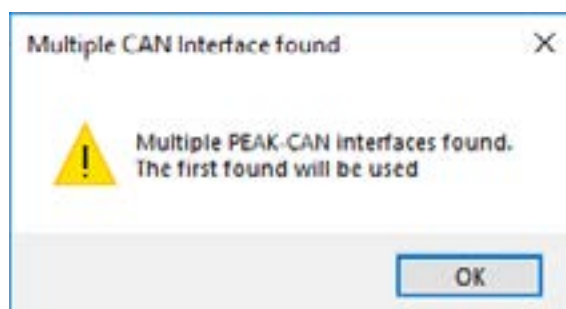 Multiple CAN Interface found
Multiple PEAK-CAN interfaces found.
The first found will be used
OK